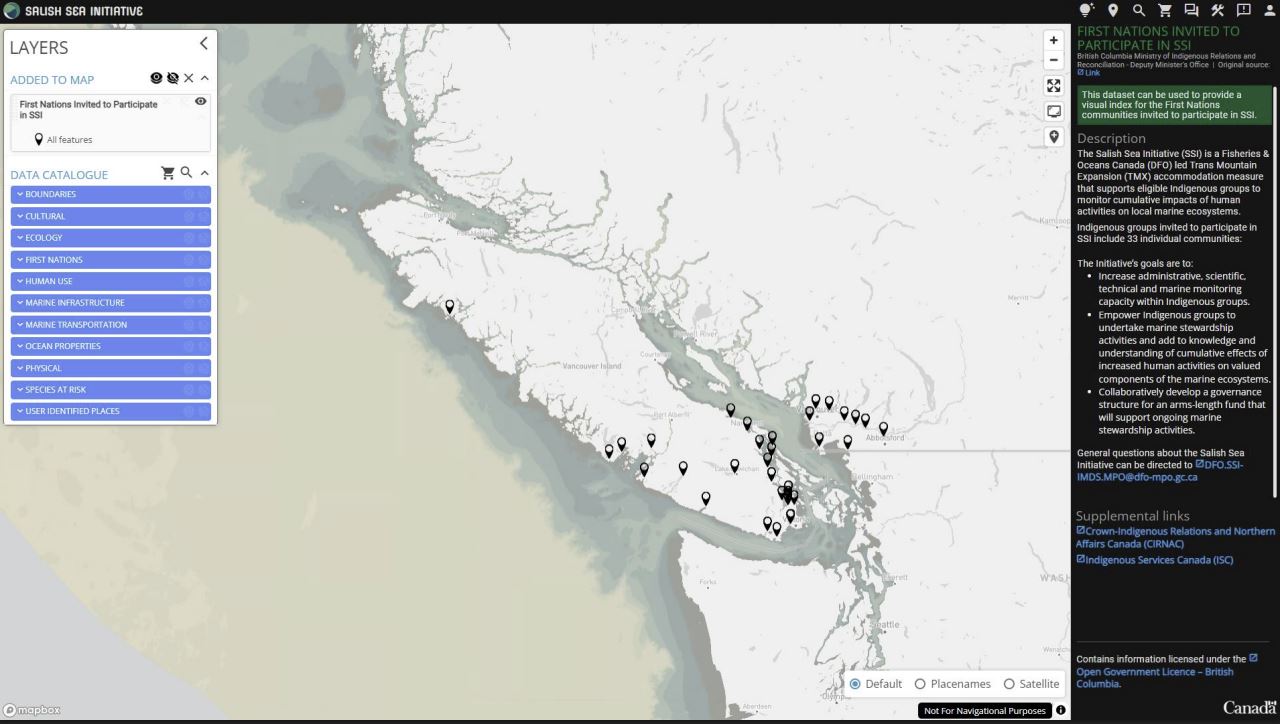 SALISH SEA INITIATIVE
LAYERS
ADDED TO MAP
First Nations Invited to Participate
in SSI
All features
DATA CATALOGUE
BOUNDARIES
CULTURAL
ECOLOGY
FIRST NATIONS
HUMAN USE
MARINE INFRASTRUCTURE
MARINE TRANSPORTATION
OCEAN PROPERTIES
PHYSICAL
SPECIES AT RISK
USER IDENTIFIED PLACES
mapbox
Merritt
Powell River
Vancouver Island
Port Alberni
Abbotsford
Bellingham
Forks
Seattle
Aberdeen
Default
Placenames
Satellite
Not For Navigational Purposes
FIRST NATIONS INVITED TO
PARTICIPATE IN SSI
British Columbia Ministry of Indigenous Relations and
Reconciliation - Deputy Minister's Office | Original source:
Link
This dataset can be used to provide a
visual index for the First Nations
communities invited to participate in SSI.
Description
The Salish Sea Initiative (SSI) is a Fisheries &
Oceans Canada (DFO) led Trans Mountain
Expansion (TMX) accommodation measure
that supports eligible Indigenous groups to
monitor cumulative impacts of human
activities on local marine ecosystems.
Indigenous groups invited to participate in
SSI include 33 individual communities:
The Initiative's goals are to:
• Increase administrative, scientific,
technical and marine monitoring
capacity within Indigenous groups.
• Empower Indigenous groups to
undertake marine stewardship
activities and add to knowledge and
understanding of cumulative effects of
increased human activities on valued
components of the marine ecosystems.
• Collaboratively develop a governance
structure for an arms-length fund that
will support ongoing marine
stewardship activities.
General questions about the Salish Sea
Initiative can be directed to DFO.SSI-
IMDS.MPO@dfo-mpo.gc.ca
Supplemental links
Crown-Indigenous Relations and Northern
Affairs Canada (CIRNAC)
Indigenous Services Canada (ISC)
Contains information licensed under the
Open Government Licence – British
Columbia.
Canada